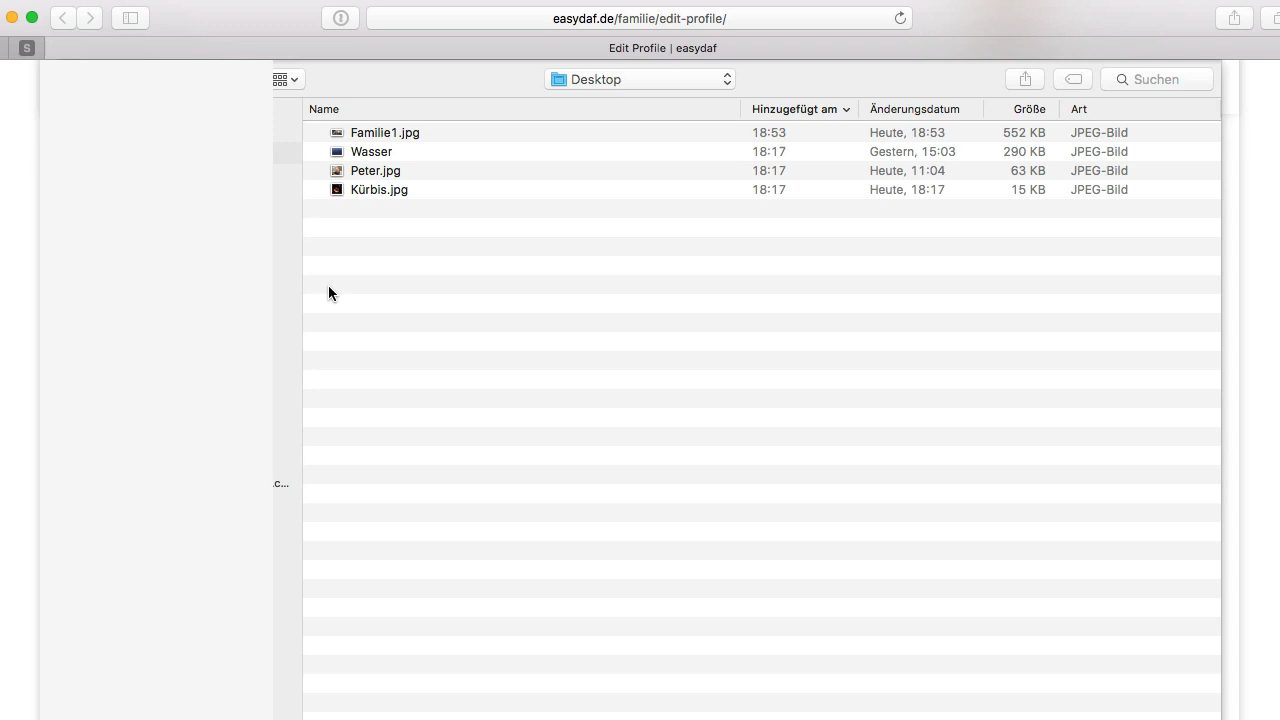 easydaf.de/familie/edit-profile/
S
Edit Profile | easydaf
Desktop
Suchen
Name Hinzugefügt am Änderungsdatum Größe Art
Familie1.jpg 18:53 Heute, 18:53 552 KB JPEG-Bild
Wasser 18:17 Gestern, 15:03 290 KB JPEG-Bild
Peter.jpg 18:17 Heute, 11:04 63 KB JPEG-Bild
Kürbis.jpg 18:17 Heute, 18:17 15 KB JPEG-Bild
.c...